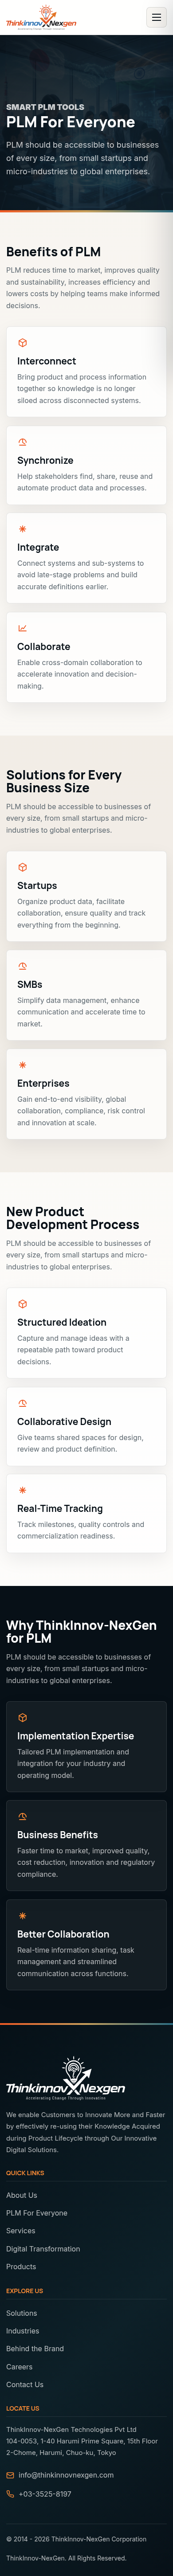 Thinkinnov Nexgen
Accelerating Change Through Innovation
SMART PLM TOOLS
PLM For Everyone
PLM should be accessible to businesses
of every size, from small startups and
micro-industries to global enterprises.
Benefits of PLM
PLM reduces time to market, improves quality
and sustainability, increases efficiency and
lowers costs by helping teams make informed
decisions.
Interconnect
Bring product and process information
together so knowledge is no longer
siloed across disconnected systems.
Synchronize
Help stakeholders find, share, reuse and
automate product data and processes.
Integrate
Connect systems and sub-systems to
avoid late-stage problems and build
accurate definitions earlier.
Collaborate
Enable cross-domain collaboration to
accelerate innovation and decision-
making.
Solutions for Every
Business Size
PLM should be accessible to businesses of
every size, from small startups and micro-
industries to global enterprises.
Startups
Organize product data, facilitate
collaboration, ensure quality and track
everything from the beginning.
SMBs
Simplify data management, enhance
communication and accelerate time to
market.
Enterprises
Gain end-to-end visibility, global
collaboration, compliance, risk control
and innovation at scale.
New Product
Development Process
PLM should be accessible to businesses of
every size, from small startups and micro-
industries to global enterprises.
Structured Ideation
Capture and manage ideas with a
repeatable path toward product
decisions.
Collaborative Design
Give teams shared spaces for design,
review and product definition.
Real-Time Tracking
Track milestones, quality controls and
commercialization readiness.
Why ThinkInnov-NexGen
for PLM
PLM should be accessible to businesses of
every size, from small startups and micro-
industries to global enterprises.
Implementation Expertise
Tailored PLM implementation and
integration for your industry and
operating model.
Business Benefits
Faster time to market, improved quality,
cost reduction, innovation and regulatory
compliance.
Better Collaboration
Real-time information sharing, task
management and streamlined
communication across functions.
Thinkinnov Nexgen
Accelerating Change Through Innovation
We enable Customers to Innovate More and Faster
by effectively re-using their Knowledge Acquired
during Product Lifecycle through Our Innovative
Digital Solutions.
QUICK LINKS
About Us
PLM For Everyone
Services
Digital Transformation
Products
EXPLORE US
Solutions
Industries
Behind the Brand
Careers
Contact Us
LOCATE US
ThinkInnov-NexGen Technologies Pvt Ltd
104-0053, 1-40 Harumi Prime Square, 15th Floor
2-Chome, Harumi, Chuo-ku, Tokyo
info@thinkinnovnexgen.com
+03-3525-8197
© 2014 - 2026 ThinkInnov-NexGen Corporation
ThinkInnov-NexGen. All Rights Reserved.